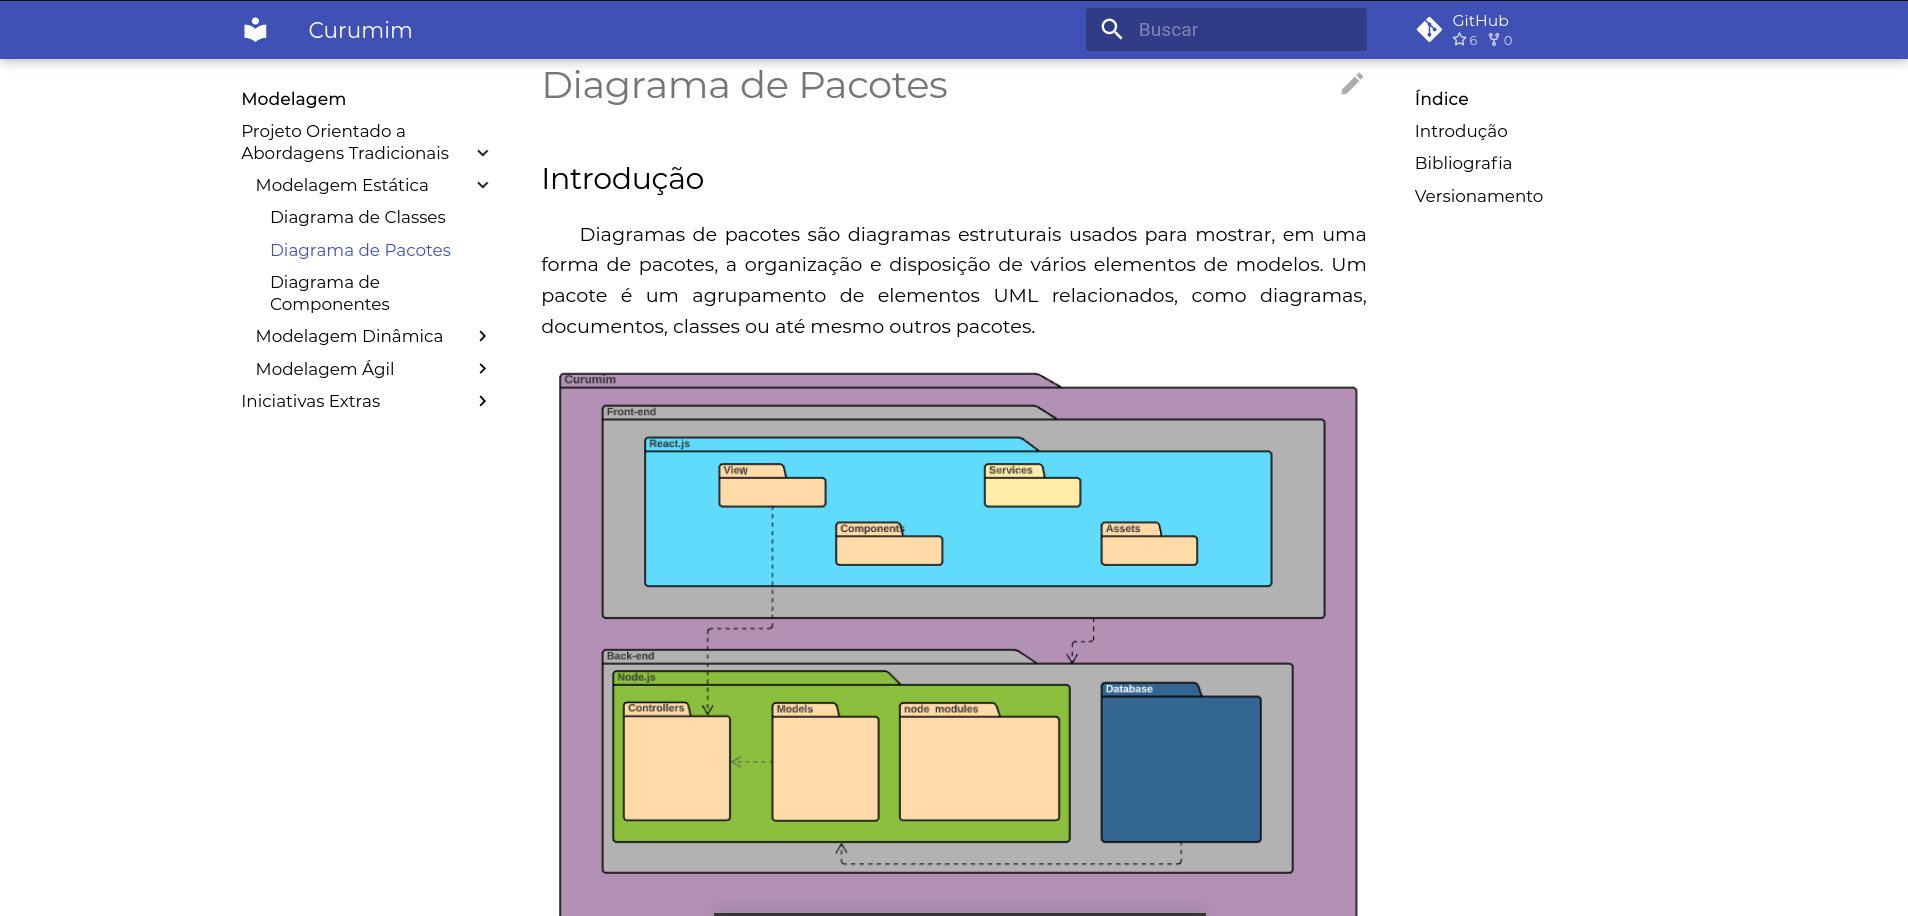 Curumim
Buscar
GitHub
6 0
Modelagem
Projeto Orientado a
Abordagens Tradicionais
Modelagem Estática
Diagrama de Classes
Diagrama de Pacotes
Diagrama de
Componentes
Modelagem Dinâmica
Modelagem Ágil
Iniciativas Extras
Diagrama de Pacotes
Introdução
Diagramas de pacotes são diagramas estruturais usados para mostrar, em uma
forma de pacotes, a organização e disposição de vários elementos de modelos. Um
pacote é um agrupamento de elementos UML relacionados, como diagramas,
documentos, classes ou até mesmo outros pacotes.
Curumim
Front-end
React.js
View
Services
Components
Assets
Back-end
Node.js
Database
Controllers
Models
node_modules
Índice
Introdução
Bibliografia
Versionamento